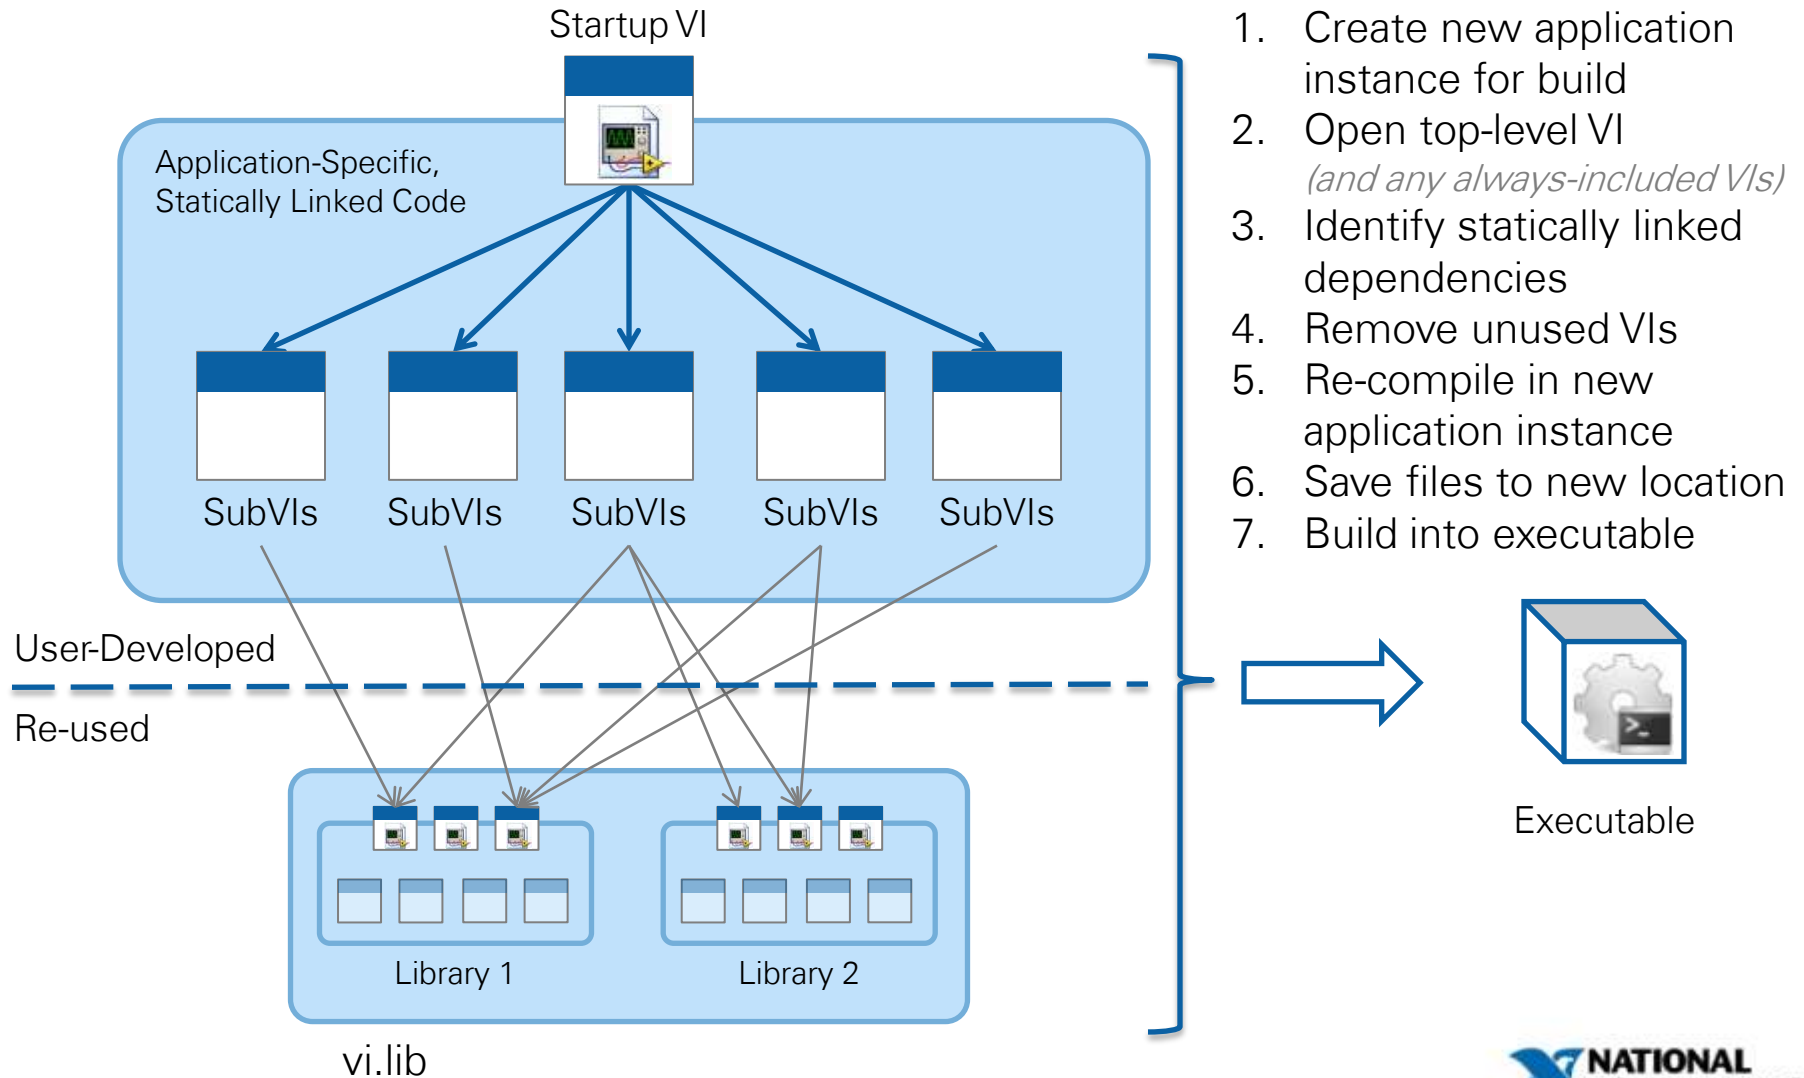 Startup VI
Application-Specific,
Statically Linked Code
SubVIs
SubVIs
SubVIs
SubVIs
SubVIs
User-Developed
Re-used
Library 1
Library 2
vi.lib
1. Create new application
instance for build
2. Open top-level VI
(and any always-included VIs)
3. Identify statically linked
dependencies
4. Remove unused VIs
5. Re-compile in new
application instance
6. Save files to new location
7. Build into executable
>_
Executable
NATIONAL